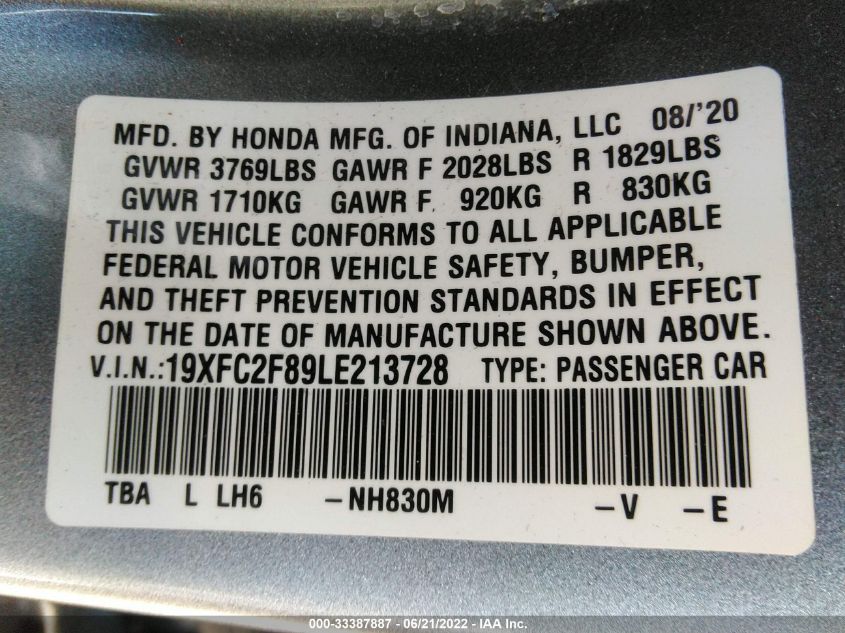 MFD. BY HONDA MFG. OF INDIANA, LLC 08/'20
GVWR 3769LBS GAWR F 2028LBS R 1829LBS
GVWR 1710KG GAWR F 920KG R 830KG
THIS VEHICLE CONFORMS TO ALL APPLICABLE
FEDERAL MOTOR VEHICLE SAFETY, BUMPER,
AND THEFT PREVENTION STANDARDS IN EFFECT
ON THE DATE OF MANUFACTURE SHOWN ABOVE.
V.I.N.:19XFC2F89LE213728 TYPE: PASSENGER CAR
TBA L LH6 -NH830M -V -E
000-33387887 - 06/21/2022 - IAA Inc.